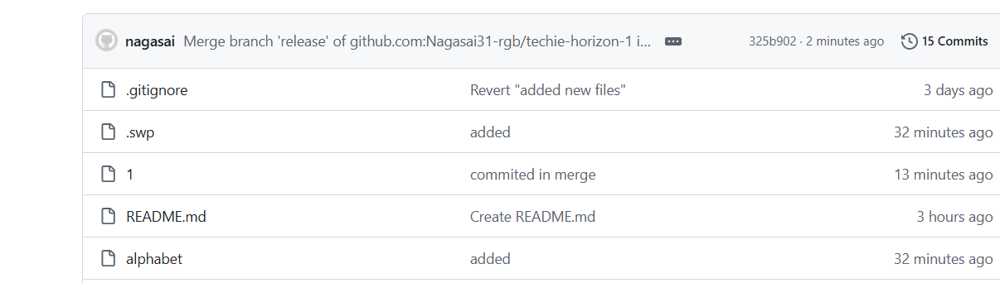 nagasai Merge branch 'release' of github.com:Nagasai31-rgb/techie-horizon-1 i... 325b902 · 2 minutes ago 15 Commits
.gitignore Revert "added new files" 3 days ago
.swp added 32 minutes ago
1 commited in merge 13 minutes ago
README.md Create README.md 3 hours ago
alphabet added 32 minutes ago